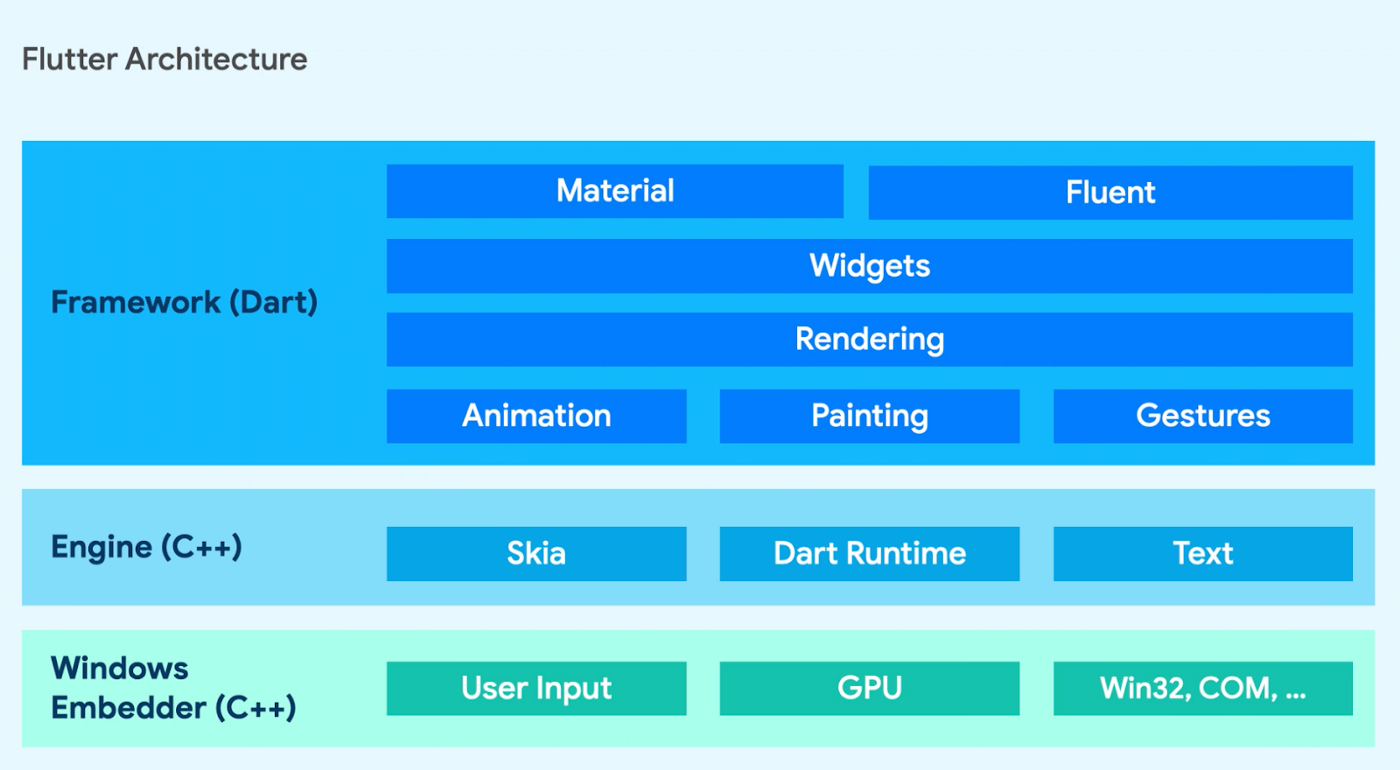 Flutter Architecture
Framework (Dart)
Material
Fluent
Widgets
Rendering
Animation
Painting
Gestures
Engine (C++)
Skia
Dart Runtime
Text
Windows
Embedder (C++)
User Input
GPU
Win32, COM, ...